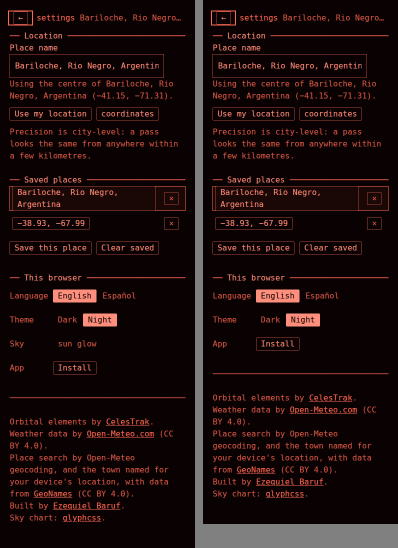 ← settings Bariloche, Río Negro…
Location
Place name
Bariloche, Río Negro, Argentin
Using the centre of Bariloche, Río
Negro, Argentina (−41.15, −71.31).
Use my location coordinates
Precision is city-level: a pass
looks the same from anywhere within
a few kilometres.
Saved places
Bariloche, Río Negro,
Argentina ×
−38.93, −67.99 ×
Save this place Clear saved
This browser
Language English Español
Theme Dark Night
Sky sun glow
App Install
Orbital elements by CelesTrak.
Weather data by Open-Meteo.com (CC
BY 4.0).
Place search by Open-Meteo
geocoding, and the town named for
your device's location, with data
from GeoNames (CC BY 4.0).
Built by Ezequiel Baruf.
Sky chart: glyphcss.
← settings Bariloche, Río Negro…
Location
Place name
Bariloche, Río Negro, Argentin
Using the centre of Bariloche, Río
Negro, Argentina (−41.15, −71.31).
Use my location coordinates
Precision is city-level: a pass
looks the same from anywhere within
a few kilometres.
Saved places
Bariloche, Río Negro,
Argentina ×
−38.93, −67.99 ×
Save this place Clear saved
This browser
Language English Español
Theme Dark Night
App Install
Orbital elements by CelesTrak.
Weather data by Open-Meteo.com (CC
BY 4.0).
Place search by Open-Meteo
geocoding, and the town named for
your device's location, with data
from GeoNames (CC BY 4.0).
Built by Ezequiel Baruf.
Sky chart: glyphcss.